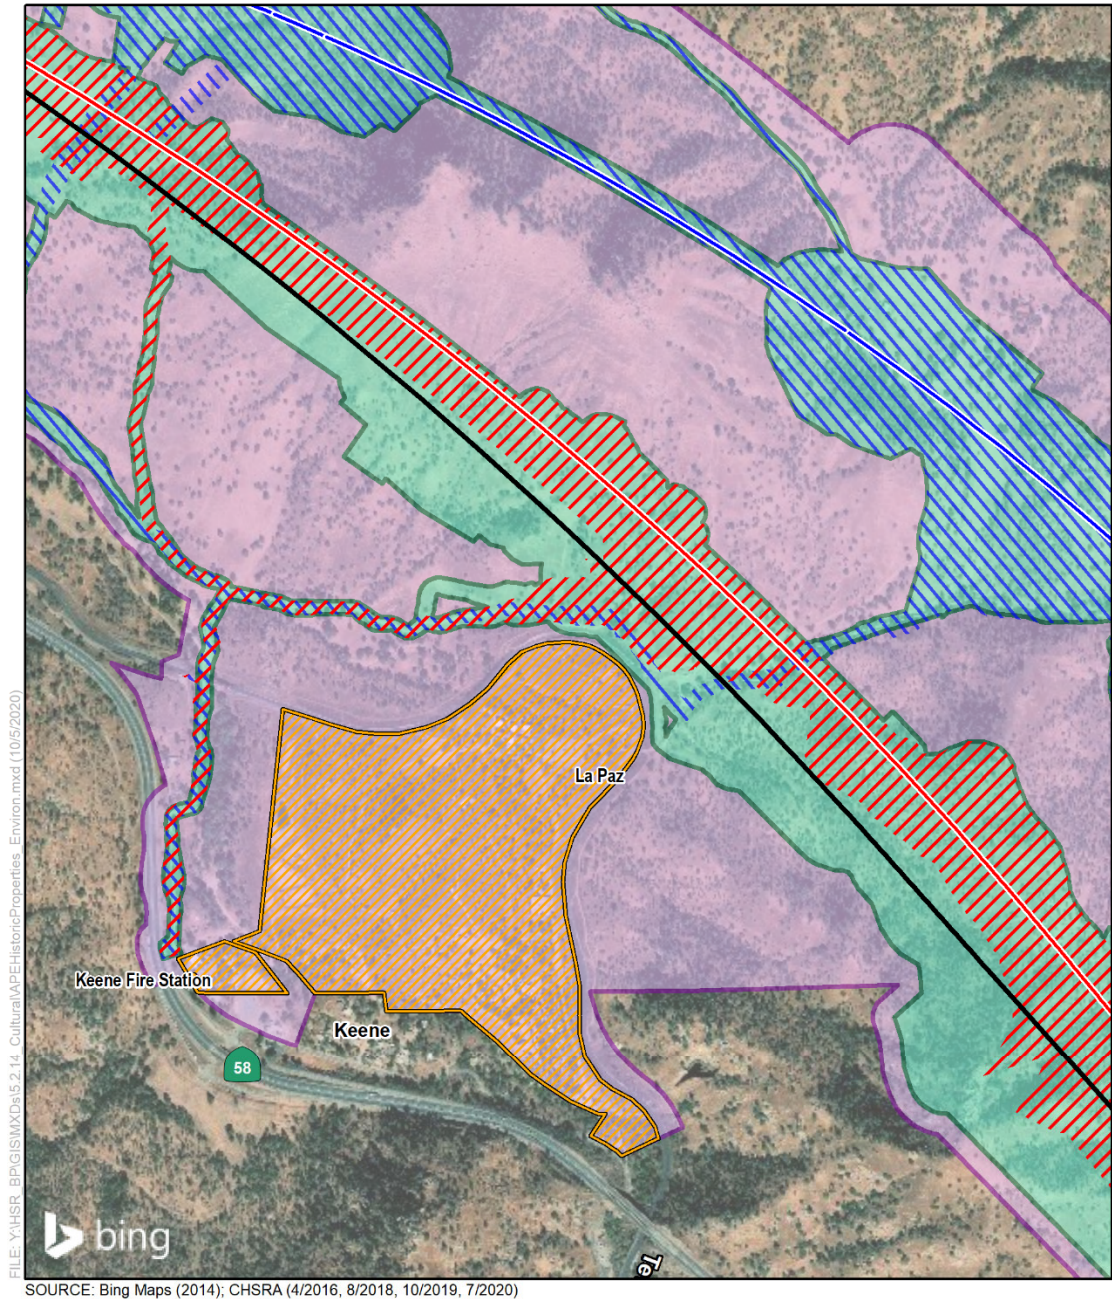 La Paz
Keene Fire Station
Keene
58
Te
bing
FILE: Y:\HSR_BP\GIS\MXDs\5.2.14_Cultural\APEHistoricProperties_Environ.mxd (10/5/2020)
SOURCE: Bing Maps (2014); CHSRA (4/2016, 8/2018, 10/2019, 7/2020)